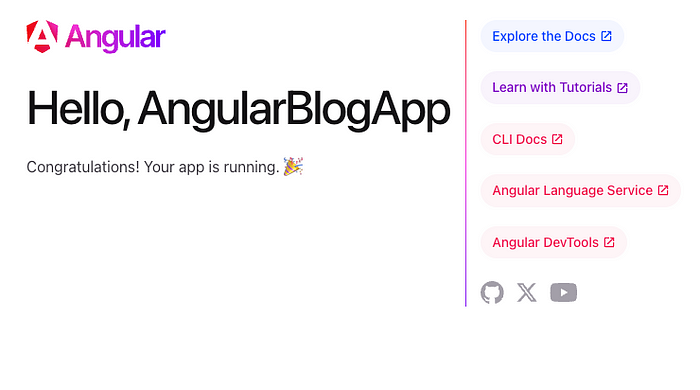 Angular
Hello, AngularBlogApp
Congratulations! Your app is running. 🎉
Explore the Docs
Learn with Tutorials
CLI Docs
Angular Language Service
Angular DevTools